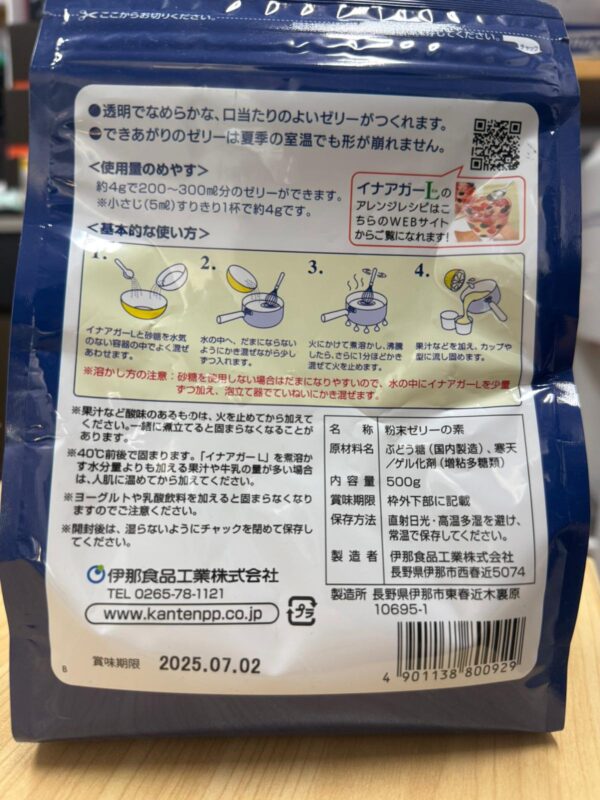 ここからお切りください。
チャック
●透明でなめらかな、口当たりのよいゼリーがつくれます。
●できあがりのゼリーは夏季の室温でも形が崩れません。
<使用量のめやす>
約4gで200〜300㎖分のゼリーができます。
※小さじ(5㎖)すりきり1杯で約4gです。
イナアガーLの
アレンジレシピはこ
ちらのWEBサイト
からご覧になれます!
<基本的な使い方>
1.
イナアガーLと砂糖を水気
のない容器の中でよく混ぜ
あわせます。
2.
水の中へ、だまにならない
ようにかき混ぜながら少し
ずつ入れます。
3.
火にかけて煮溶かし、沸騰
したら、さらに1分ほどかき
混ぜて火を止めます。
4.
果汁などを加え、カップや
型に流し固めます。
※溶かし方の注意:砂糖を使用しない場合はだまになりやすいので、水の中にイナアガーLを少量
ずつ加え、泡立て器でていねいにかき混ぜます。
※果汁など酸味のあるものは、火を止めてから加えて
ください。一緒に煮立てると固まらなくなることが
あります。
※40℃前後で固まります。「イナアガーL」を煮溶
かす水分量よりも加える果汁や牛乳の量が多い場合
は、人肌に温めてから加えてください。
※ヨーグルトや乳酸飲料を加えると固まらなくなり
ますのでご注意ください。
※開封後は、湿らないようにチャックを閉めて保存し
てください。
名 称 粉末ゼリーの素
原材料名 ぶどう糖(国内製造)、寒天
/ゲル化剤(増粘多糖類)
内 容 量 500g
賞味期限 枠外下部に記載
保存方法 直射日光・高温多湿を避け、
常温で保存してください。
製 造 者 伊那食品工業株式会社
長野県伊那市西春近5074
製造所 長野県伊那市東春近木裏原
10695-1
伊那食品工業株式会社
TEL 0265-78-1121
www.kantenpp.co.jp
プラ
B
賞味期限 2025.07.02
4 901138 800929